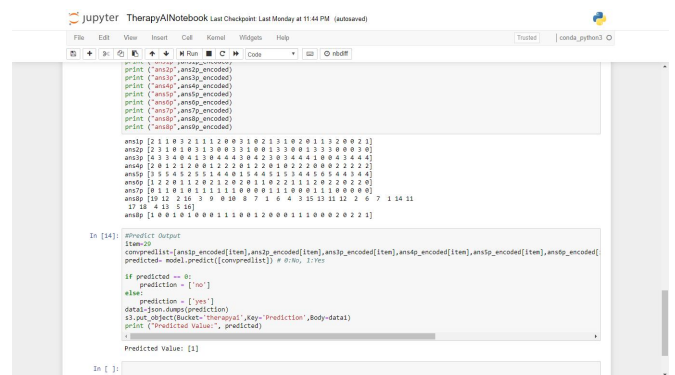 jupyter TherapyAINotebook Last Checkpoint: Last Monday at 11:44 PM (autosaved)
File Edit View Insert Cell Kernel Widgets Help Trusted conda_python3
Run Code nbdiff
print ("ans2p",ans2p_encoded)
print ("ans3p",ans3p_encoded)
print ("ans4p",ans4p_encoded)
print ("ans5p",ans5p_encoded)
print ("ans6p",ans6p_encoded)
print ("ans7p",ans7p_encoded)
print ("ans8p",ans8p_encoded)
print ("ans8p",ans9p_encoded)
ans1p [2 1 1 0 3 2 1 1 1 2 0 0 3 1 0 2 1 3 1 0 2 0 1 1 3 2 0 0 2 1]
ans2p [2 3 1 0 1 0 3 1 3 0 0 3 3 1 0 0 1 3 3 0 0 1 3 3 3 0 0 0 3 0]
ans3p [4 3 3 4 0 4 1 3 0 4 4 4 3 0 4 2 3 0 3 4 4 4 1 0 0 4 3 4 4 4]
ans4p [2 0 1 2 1 2 0 0 1 2 2 2 0 1 2 2 0 1 0 2 2 2 0 0 0 2 2 2 2 2]
ans5p [3 5 5 4 5 2 5 5 1 4 4 0 1 5 4 4 5 1 5 3 4 4 5 6 5 4 4 3 4 4]
ans6p [1 2 2 0 1 1 2 0 2 1 2 0 2 0 1 1 0 2 2 1 1 1 2 0 2 2 0 2 2 0]
ans7p [0 1 1 0 1 0 1 1 1 1 1 1 0 0 0 0 1 1 1 0 0 0 1 1 1 0 0 0 0 0]
ans8p [19 12 2 16 3 9 0 10 8 7 1 6 4 3 15 13 11 12 2 6 7 1 14 11
17 18 4 13 5 16]
ans8p [1 0 0 1 0 1 0 0 0 1 1 1 0 0 1 2 0 0 0 1 1 1 0 0 0 2 0 2 2 1]
In [14]: #Predict Output
item=29
convpredlist=[ans1p_encoded[item],ans2p_encoded[item],ans3p_encoded[item],ans4p_encoded[item],ans5p_encoded[item],ans6p_encoded[
predicted= model.predict([convpredlist]) # 0:No, 1:Yes
if predicted == 0:
prediction = ['no']
else:
prediction = ['yes']
data1=json.dumps(prediction)
s3.put_object(Bucket='therapyai',Key='Prediction',Body=data1)
print ("Predicted Value:", predicted)
Predicted Value: [1]
In [ ]: